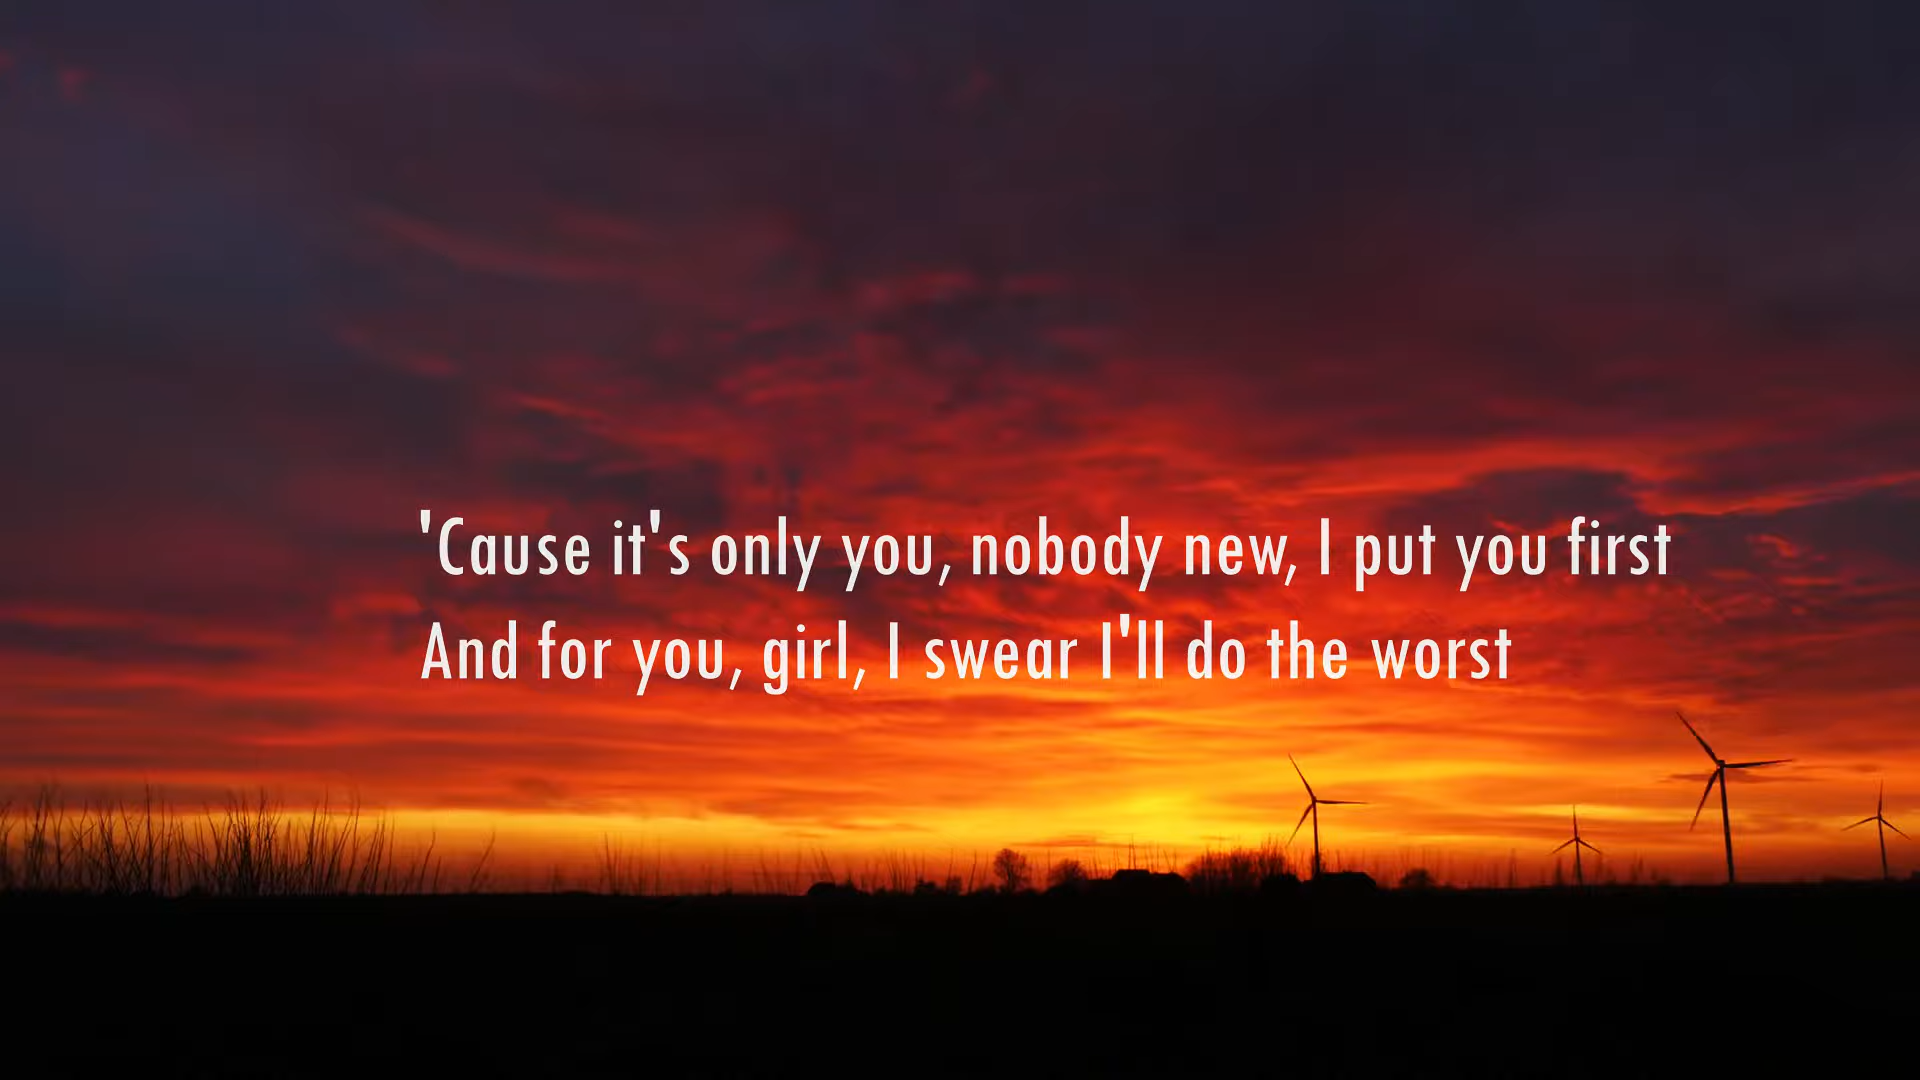 'Cause it's only you, nobody new, I put you first
And for you, girl, I swear I'll do the worst